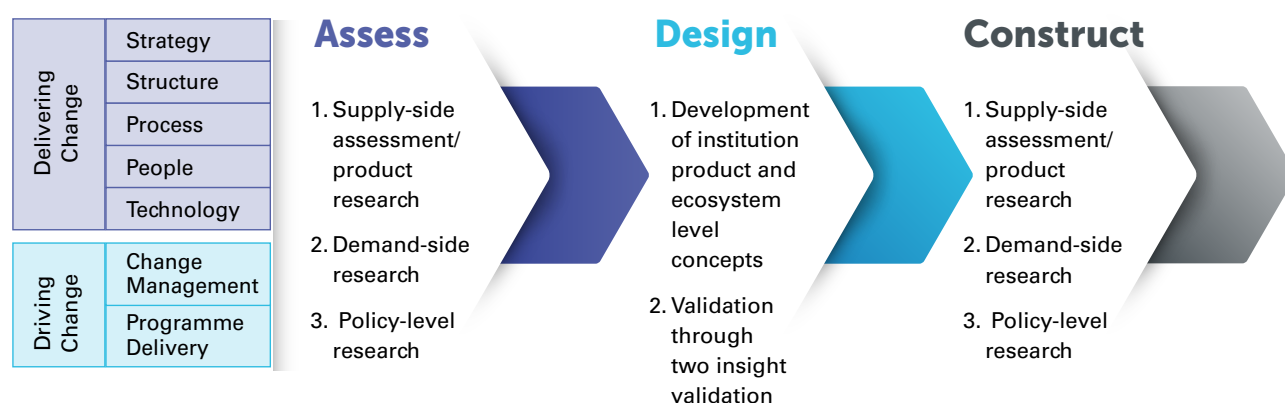 Delivering
Change
Strategy
Structure
Process
People
Technology
Driving
Change
Change
Management
Programme
Delivery
Assess
1. Supply-side
assessment/
product
research
2. Demand-side
research
3. Policy-level
research
Design
1. Development
of institution
product and
ecosystem
level
concepts
2. Validation
through
two insight
validation
Construct
1. Supply-side
assessment/
product
research
2. Demand-side
research
3. Policy-level
research